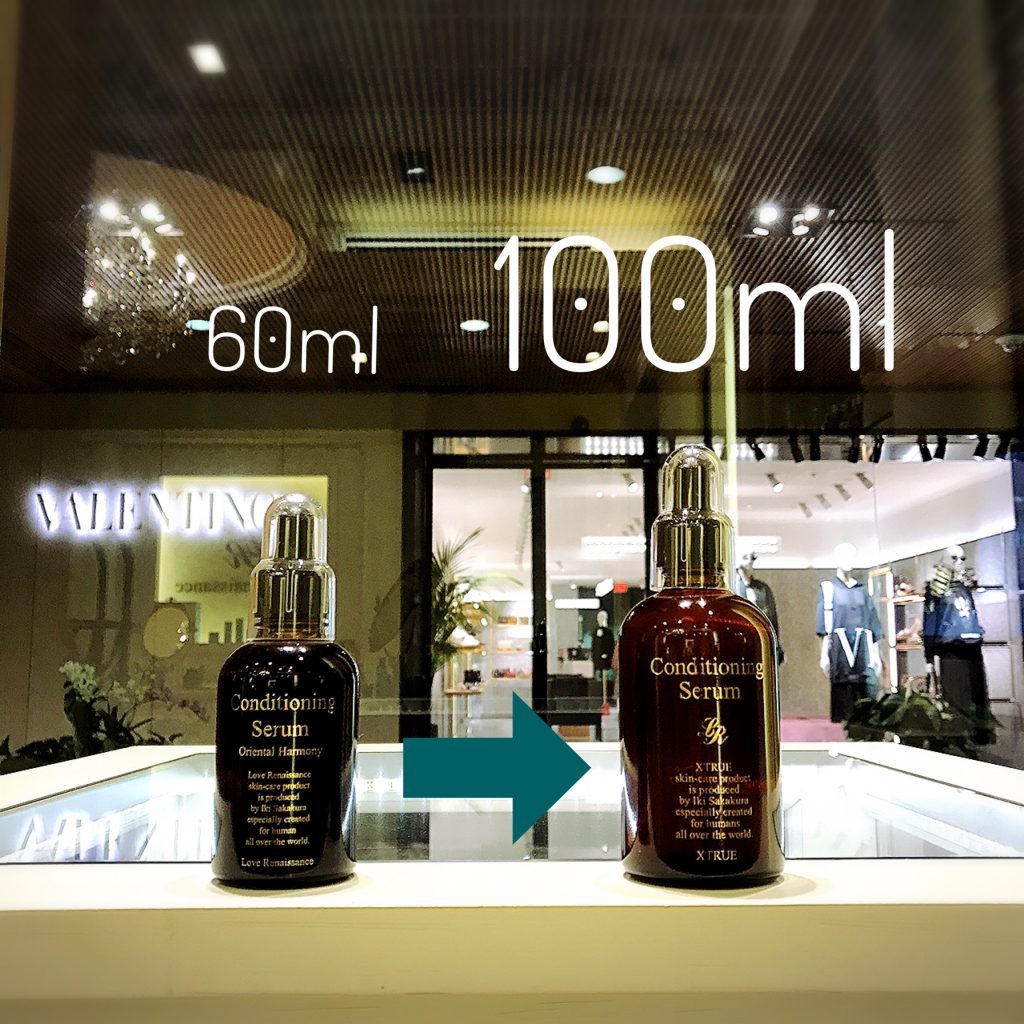 60ml
100ml
VALENTINO
Conditioning
Serum
Oriental Harmony
Love Renaissance
skin-care product
is produced
by Iki Sakakura
especially created
for human
all over the world.
Love Renaissance
Conditioning
Serum
XTRUE
skin-care product
is produced
by Iki Sakakura
especially created
for humans
all over the world.
XTRUE